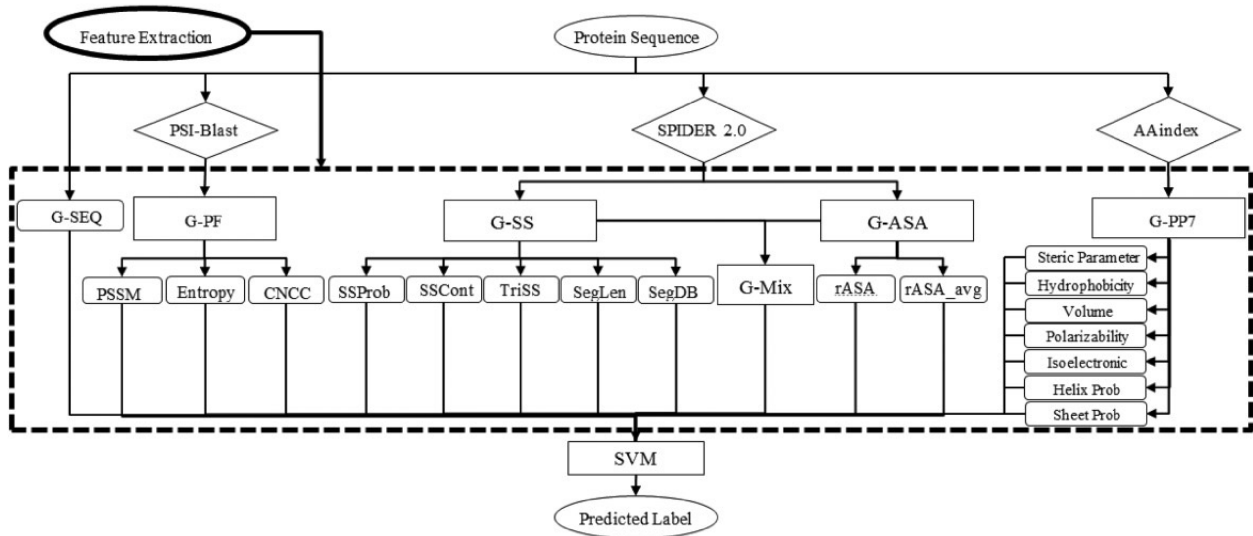 Feature Extraction
Protein Sequence
PSI-Blast
SPIDER 2.0
AAindex
G-SEQ
G-PF
G-SS
G-ASA
G-PP7
PSSM
Entropy
CNCC
SSProb
SSCont
TriSS
SegLen
SegDB
G-Mix
rASA
rASA_avg
Steric Parameter
Hydrophobicity
Volume
Polarizability
Isoelectronic
Helix Prob
Sheet Prob
SVM
Predicted Label